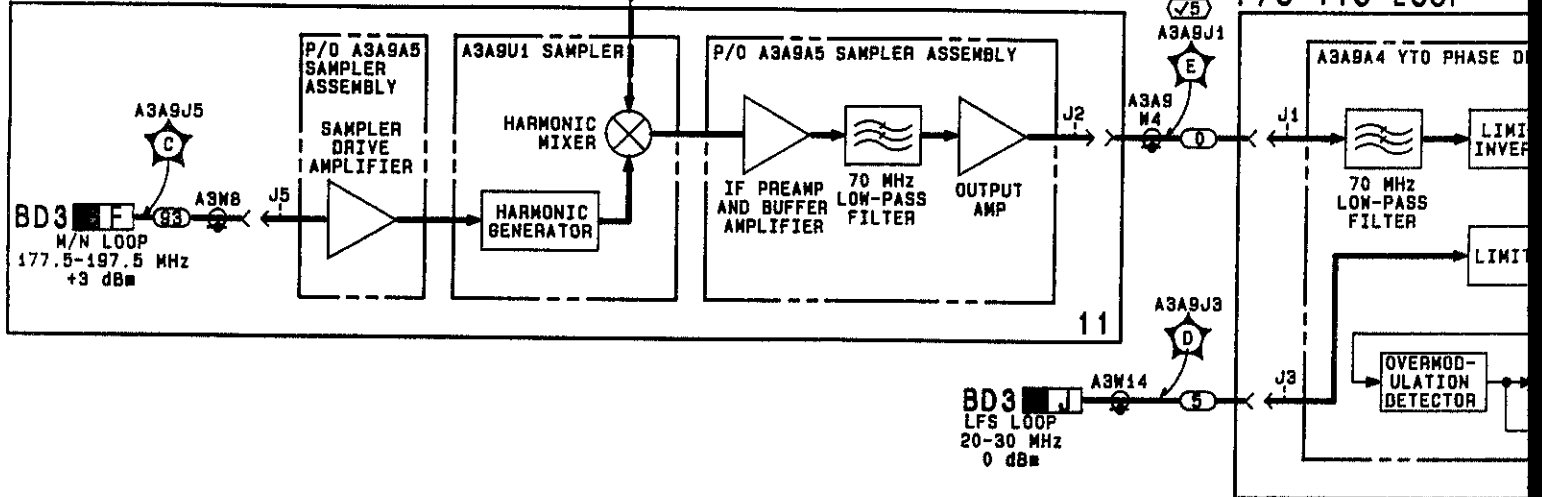 √5
A3A9J1
E
P/O A3A9A5
SAMPLER
ASSEMBLY
A3A9U1 SAMPLER
P/O A3A9A5 SAMPLER ASSEMBLY
A3A9A4 YTO PHASE
A3A9J5
C
SAMPLER
DRIVE
AMPLIFIER
HARMONIC
MIXER
J2
A3A9
W4
0
J1
70 MHz
LOW-PASS
FILTER
IF PREAMP
AND BUFFER
AMPLIFIER
70 MHz
LOW-PASS
FILTER
OUTPUT
AMP
BD3 F
93
A3W8
J5
M/N LOOP
177.5-197.5 MHz
+3 dBm
HARMONIC
GENERATOR
11
A3A9J3
D
BD3 J
A3W14
5
J3
LFS LOOP
20-30 MHz
0 dBm
OVERMOD-
ULATION
DETECTOR